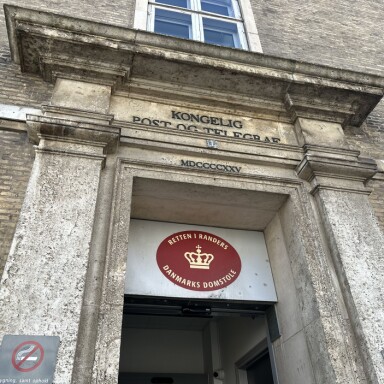 KONGELIG
POST OG TELEGRAF
MDCCCCXXV
RETTEN I RANDERS
DANMARKS DOMSTOLE